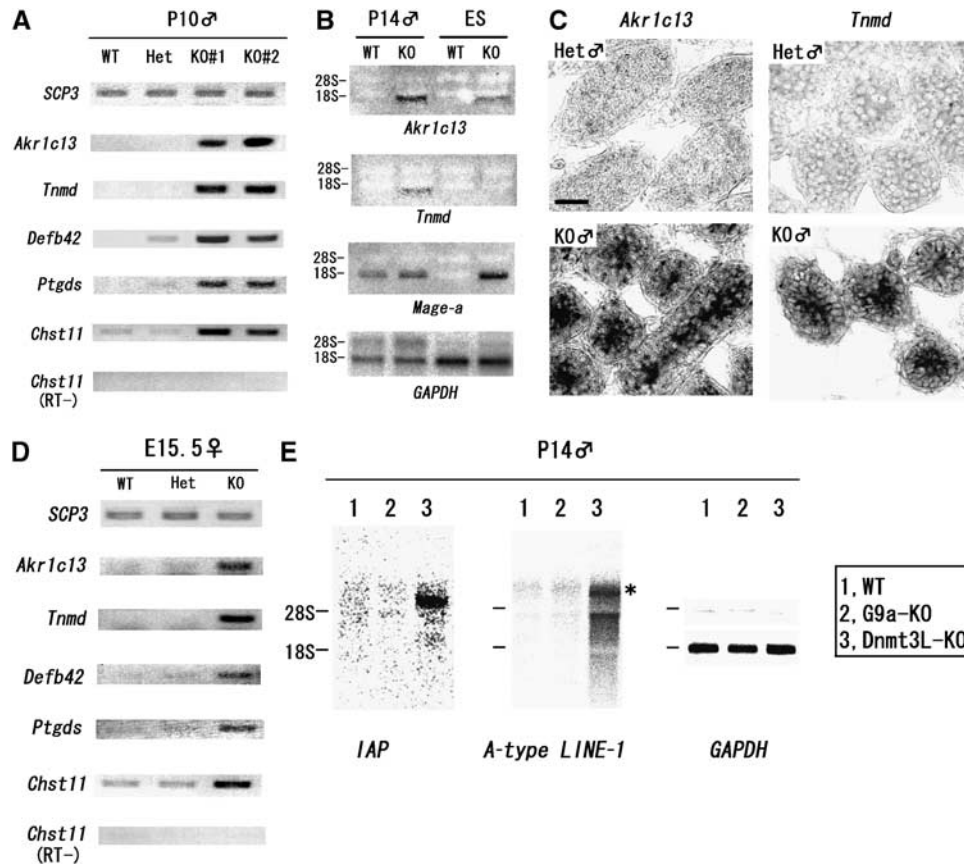 A
P10♂
WT Het KO#1 KO#2
SCP3
Akr1c13
Tnmd
Defb42
Ptgds
Chst11
Chst11
(RT-)
B
P14♂ ES
WT KO WT KO
28S
18S
Akr1c13
28S
18S
Tnmd
28S
18S
Mage-a
28S
18S
GAPDH
C
Akr1c13 Tnmd
Het♂ Het♂
KO♂ KO♂
D
E15.5♀
WT Het KO
SCP3
Akr1c13
Tnmd
Defb42
Ptgds
Chst11
Chst11
(RT-)
E
P14♂
1 2 3 1 2 3 1 2 3
*
28S
18S
IAP A-type LINE-1 GAPDH
1, WT
2, G9a-KO
3, Dnmt3L-KO